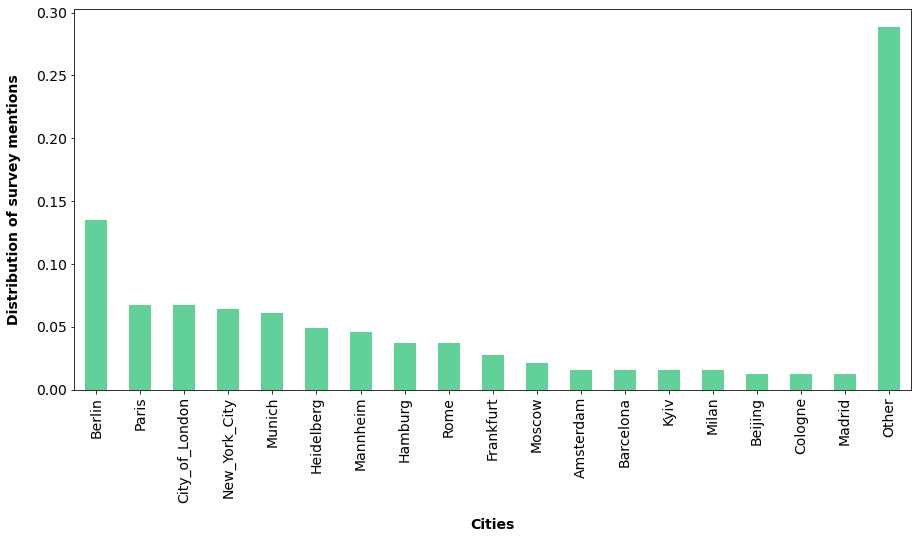 0.30
0.25
0.20
0.15
0.10
0.05
0.00
Distribution of survey mentions
Berlin
Paris
City_of_London
New_York_City
Munich
Heidelberg
Mannheim
Hamburg
Rome
Frankfurt
Moscow
Amsterdam
Barcelona
Kyiv
Milan
Beijing
Cologne
Madrid
Other
Cities